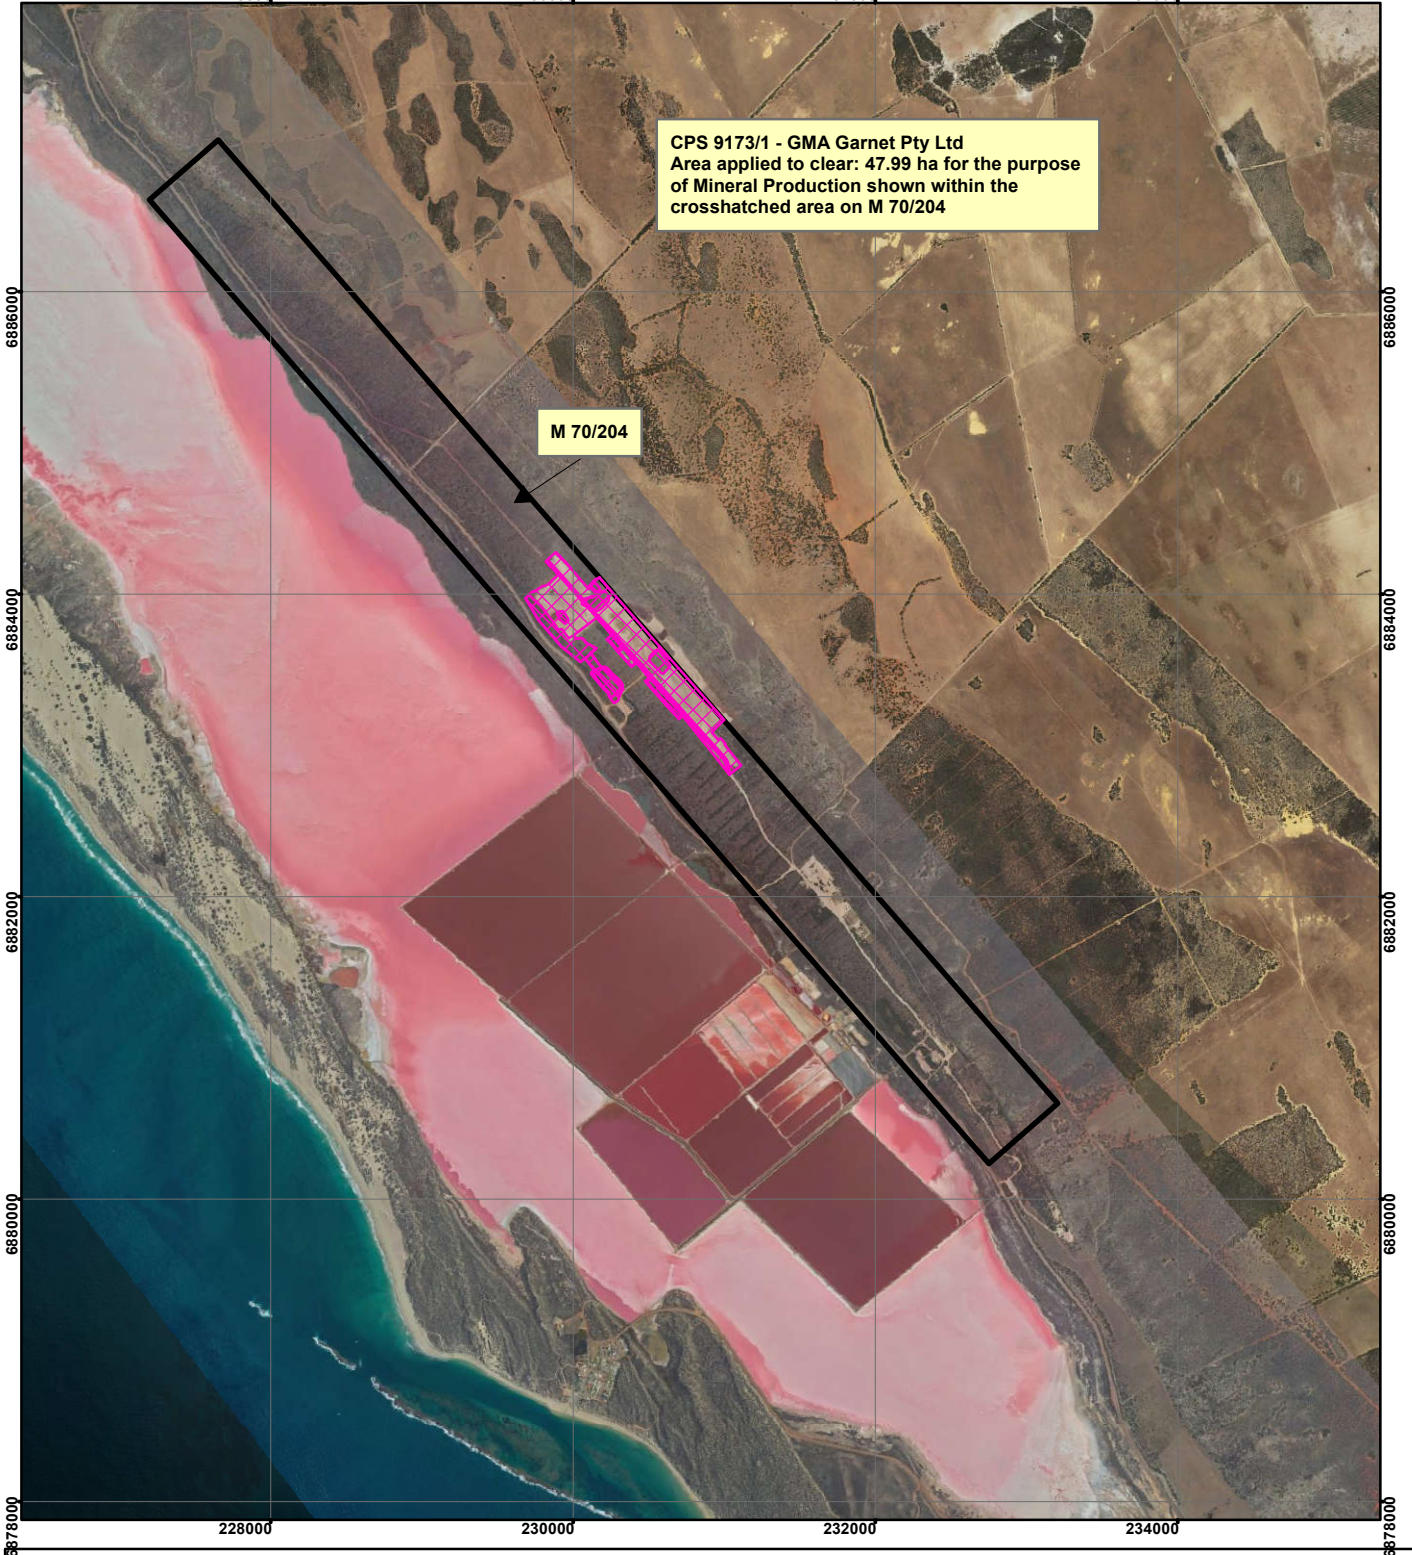 CPS 9173/1 - GMA Garnet Pty Ltd
Area applied to clear: 47.99 ha for the purpose
of Mineral Production shown within the
crosshatched area on M 70/204
6886000
6886000
M 70/204
6884000
6884000
6882000
6882000
6880000
6880000
6878000
6878000
228000
230000
232000
234000